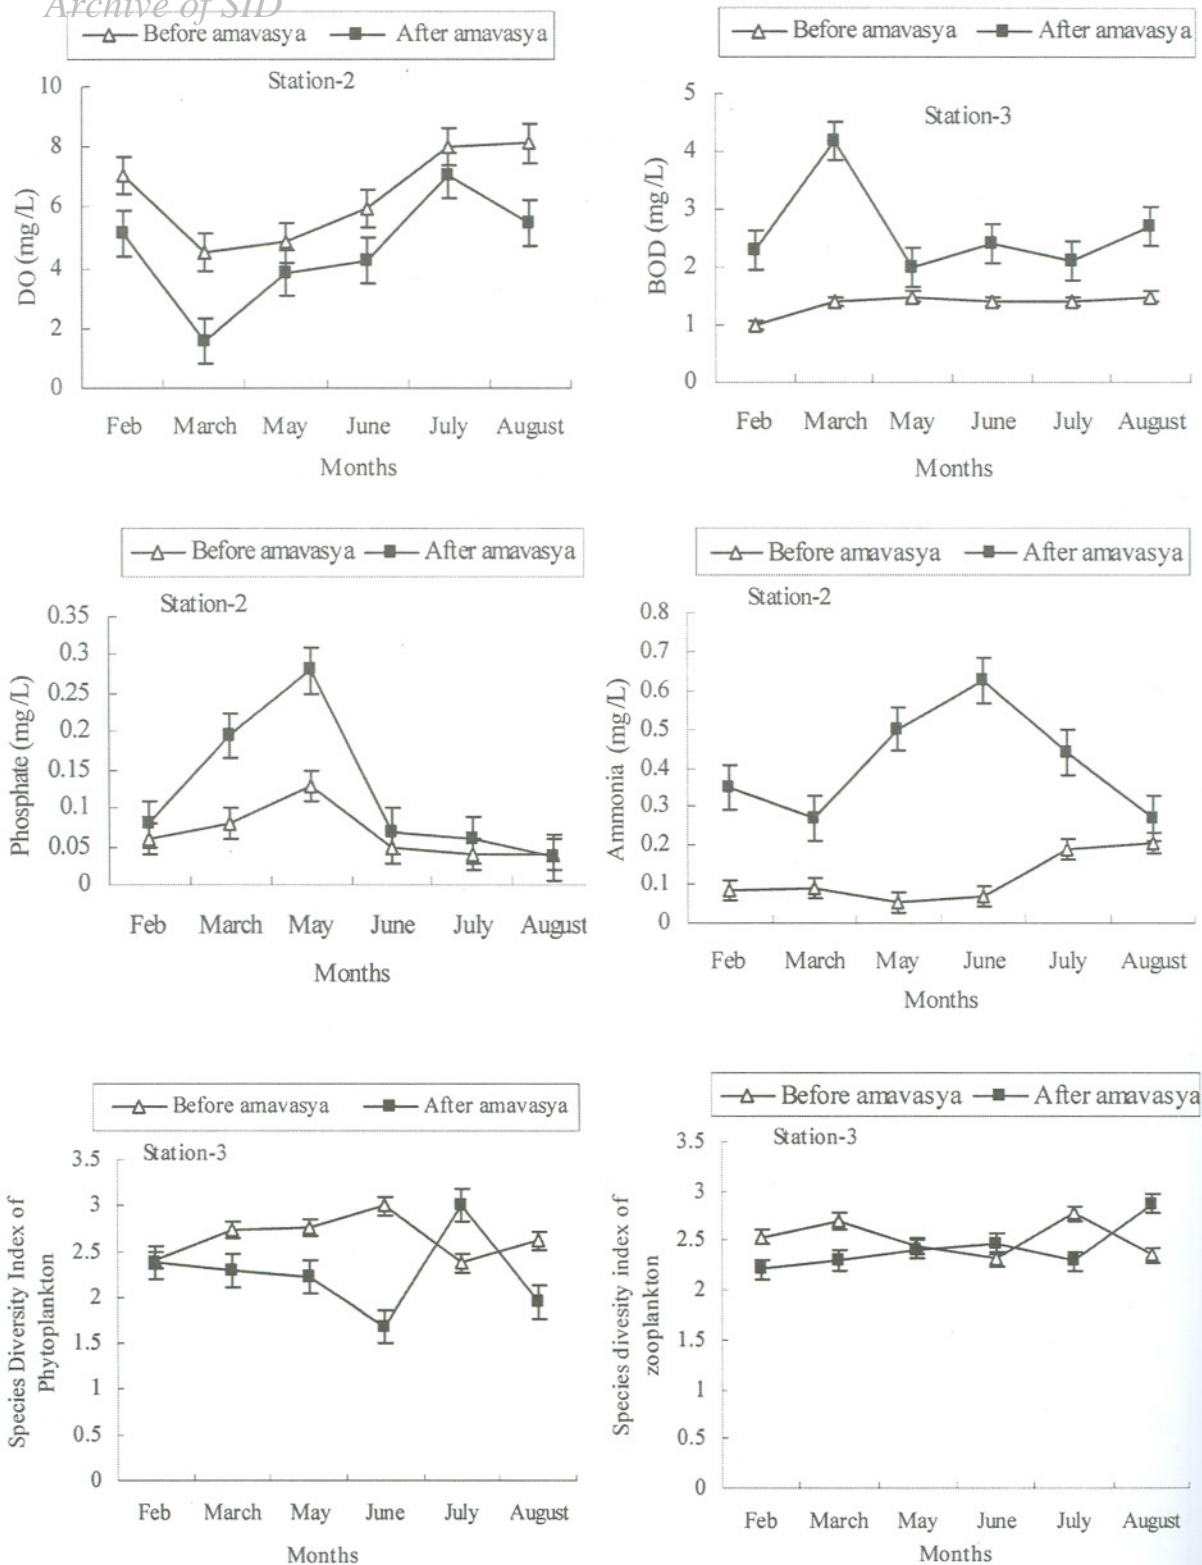 Archive of SID
Before amavasya After amavasya
Station-2
DO (mg/L)
10
8
6
4
2
0
Feb March May June July August
Months
Before amavasya After amavasya
Station-3
BOD (mg/L)
5
4
3
2
1
0
Feb March May June July August
Months
Before amavasya After amavasya
Station-2
Phosphate (mg/L)
0.35
0.3
0.25
0.2
0.15
0.1
0.05
0
Feb March May June July August
Months
Before amavasya After amavasya
Station-2
Ammonia (mg/L)
0.8
0.7
0.6
0.5
0.4
0.3
0.2
0.1
0
Feb March May June July August
Months
Before amavasya After amavasya
Station-3
Species Diversity Index of
Phytoplankton
3.5
3
2.5
2
1.5
1
0.5
0
Feb March May June July August
Months
Before amavasya After amavasya
Station-3
Species divesity index of
zooplankton
3.5
3
2.5
2
1.5
1
0.5
0
Feb March May June July August
Months